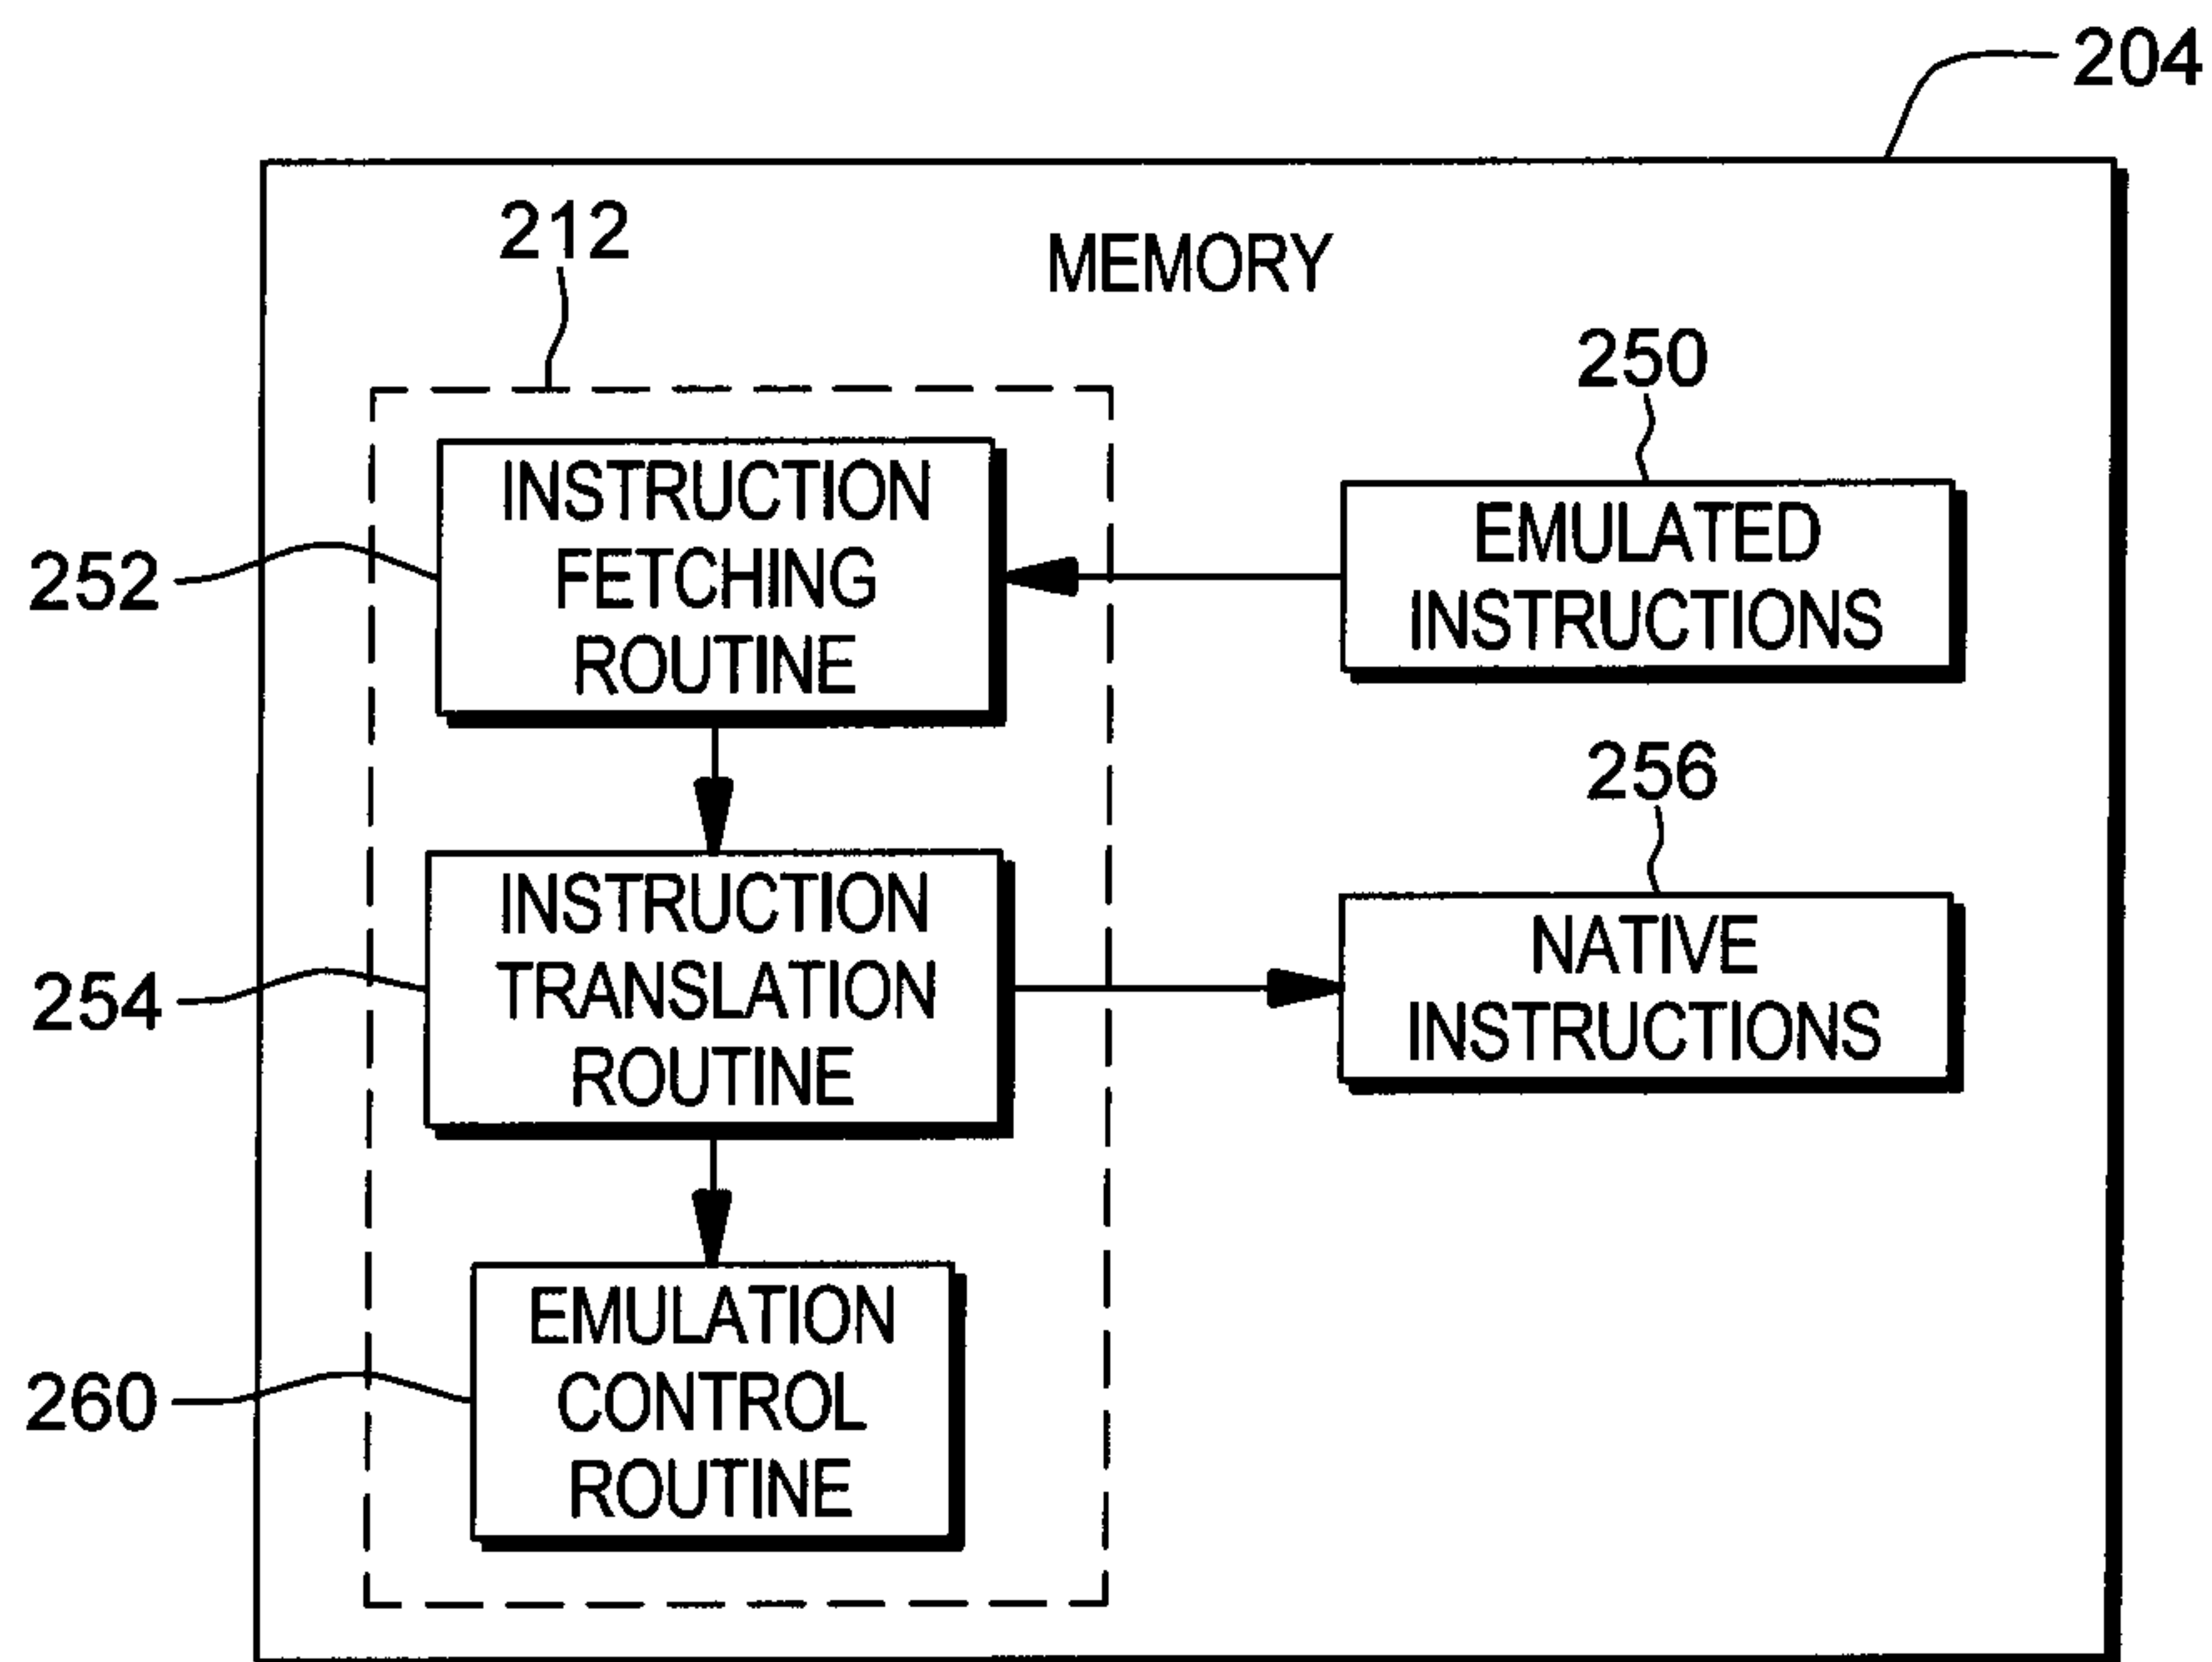 204
212
MEMORY
250
252
INSTRUCTION
FETCHING
ROUTINE
EMULATED
INSTRUCTIONS
256
254
INSTRUCTION
TRANSLATION
ROUTINE
NATIVE
INSTRUCTIONS
260
EMULATION
CONTROL
ROUTINE